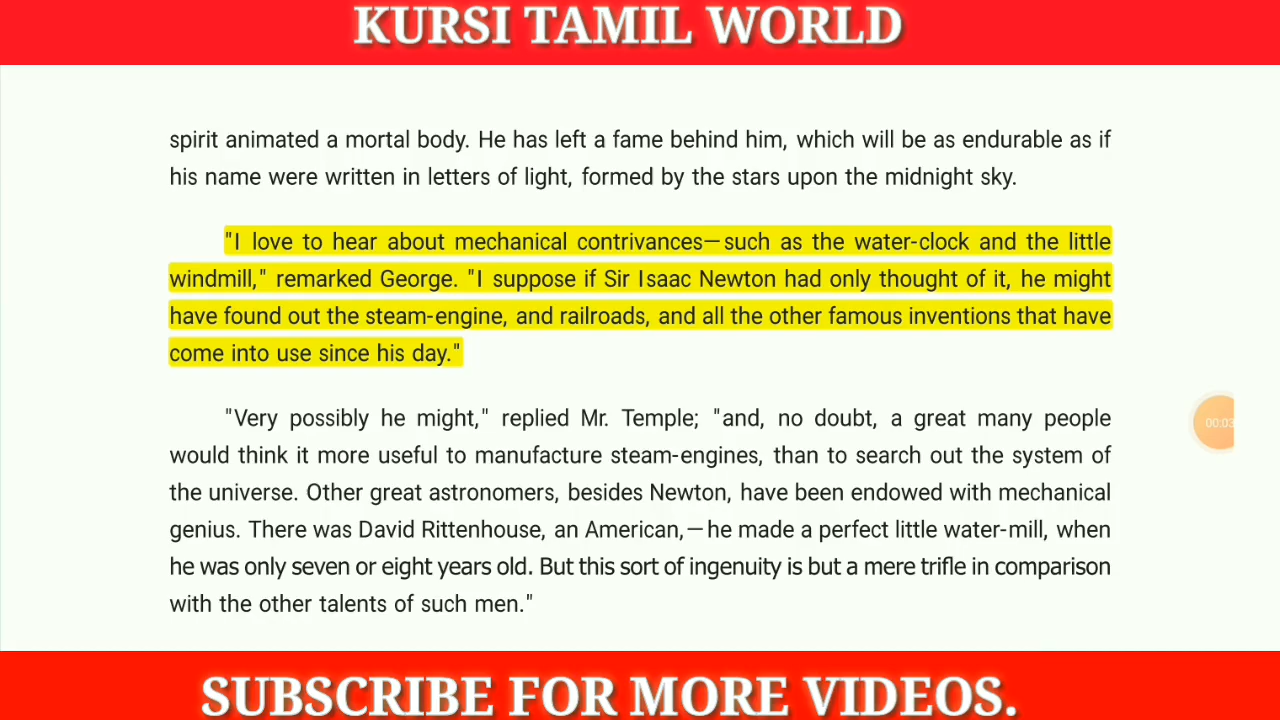 KURSI TAMIL WORLD
spirit animated a mortal body. He has left a fame behind him, which will be as endurable as if
his name were written in letters of light, formed by the stars upon the midnight sky.
"I love to hear about mechanical contrivances—such as the water-clock and the little
windmill," remarked George. "I suppose if Sir Isaac Newton had only thought of it, he might
have found out the steam-engine, and railroads, and all the other famous inventions that have
come into use since his day."
"Very possibly he might," replied Mr. Temple; "and, no doubt, a great many people
would think it more useful to manufacture steam-engines, than to search out the system of
the universe. Other great astronomers, besides Newton, have been endowed with mechanical
genius. There was David Rittenhouse, an American,—he made a perfect little water-mill, when
he was only seven or eight years old. But this sort of ingenuity is but a mere trifle in comparison
with the other talents of such men."
00:03
SUBSCRIBE FOR MORE VIDEOS.